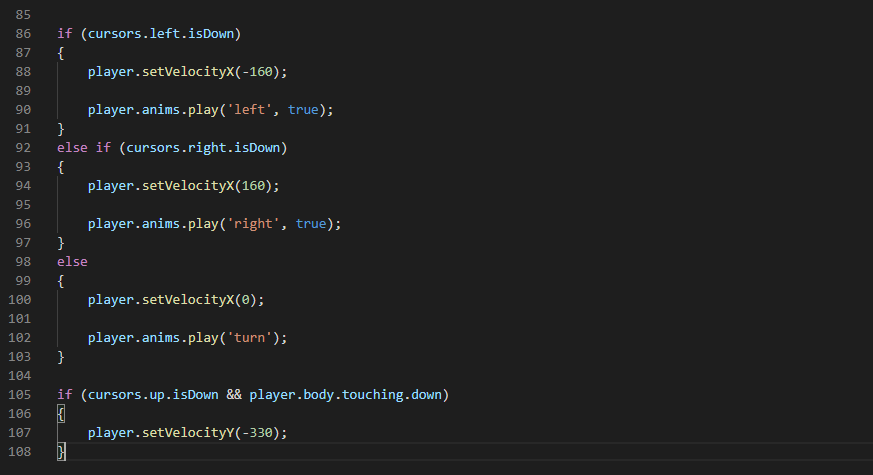 85
86 if (cursors.left.isDown)
87 {
88 player.setVelocityX(-160);
89
90 player.anims.play('left', true);
91 }
92 else if (cursors.right.isDown)
93 {
94 player.setVelocityX(160);
95
96 player.anims.play('right', true);
97 }
98 else
99 {
100 player.setVelocityX(0);
101
102 player.anims.play('turn');
103 }
104
105 if (cursors.up.isDown && player.body.touching.down)
106 {
107 player.setVelocityY(-330);
108 }